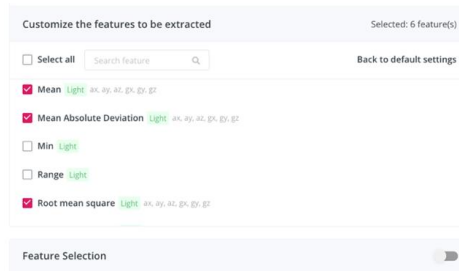 Customize the features to be extracted Selected: 6 feature(s)
Select all Search feature Back to default settings
Mean Light ax, ay, az, gx, gy, gz
Mean Absolute Deviation Light ax, ay, az, gx, gy, gz
Min Light
Range Light
Root mean square Light ax, ay, az, gx, gy, gz
Feature Selection